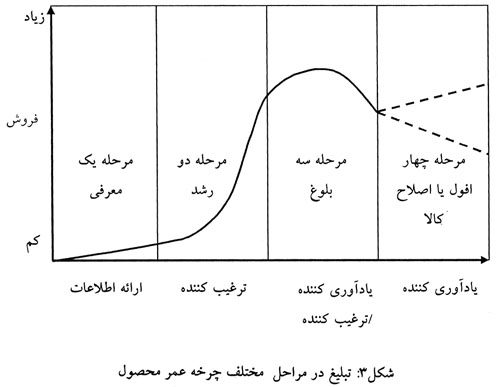 زیاد
فروش
کم
مرحله یک
معرفی
مرحله دو
رشد
مرحله سه
بلوغ
مرحله چهار
افول یا اصلاح
کالا
ارائه اطلاعات
ترغیب کننده
یادآوری کننده
/ترغیب کننده
یادآوری کننده
شکل۳: تبلیغ در مراحل مختلف چرخه عمر محصول